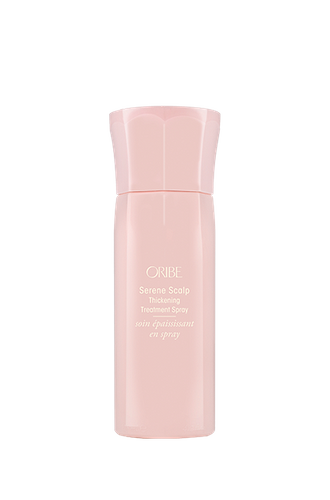 ORIBE
Serene Scalp
Thickening
Treatment Spray
soin épaississant
en spray